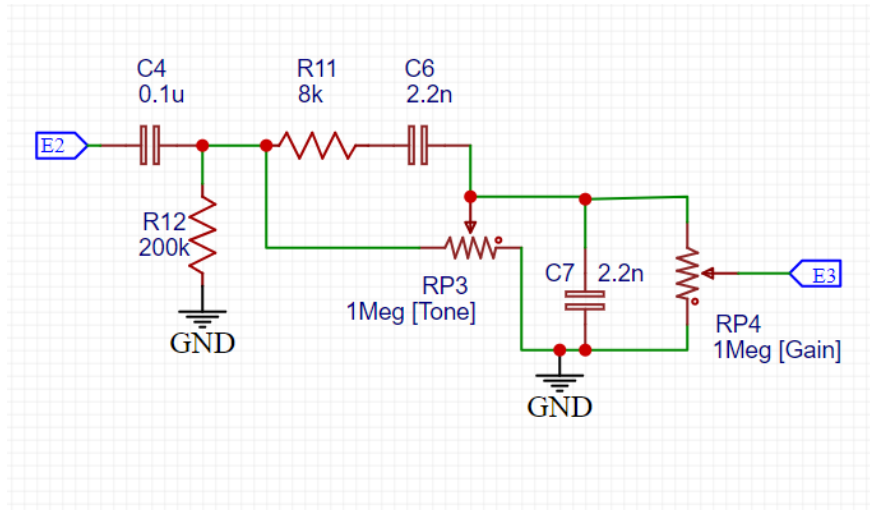 C4
0.1u
R11
8k
C6
2.2n
E2
R12
200k
GND
RP3
1Meg [Tone]
C7 2.2n
E3
RP4
1Meg [Gain]
GND